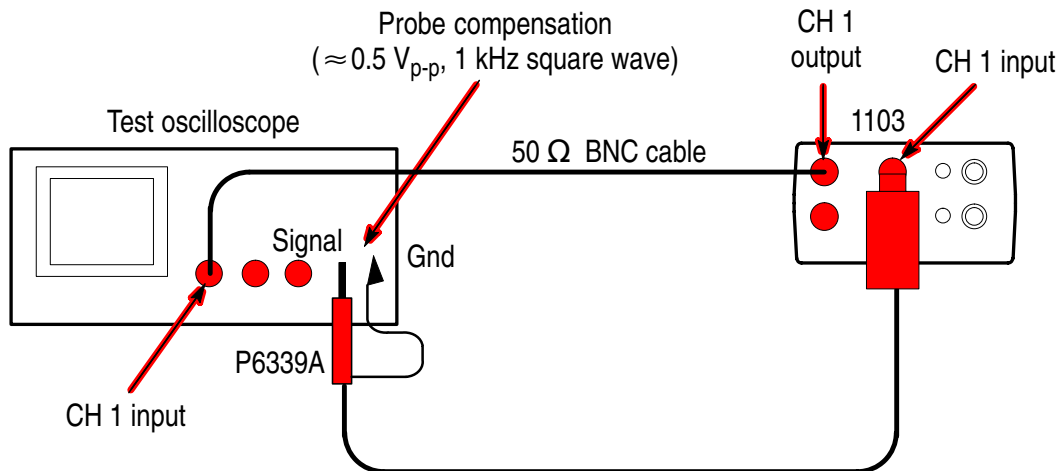 Probe compensation
(≈0.5 Vp-p, 1 kHz square wave)
CH 1
output
CH 1 input
1103
Test oscilloscope
50 Ω BNC cable
Signal
Gnd
P6339A
CH 1 input